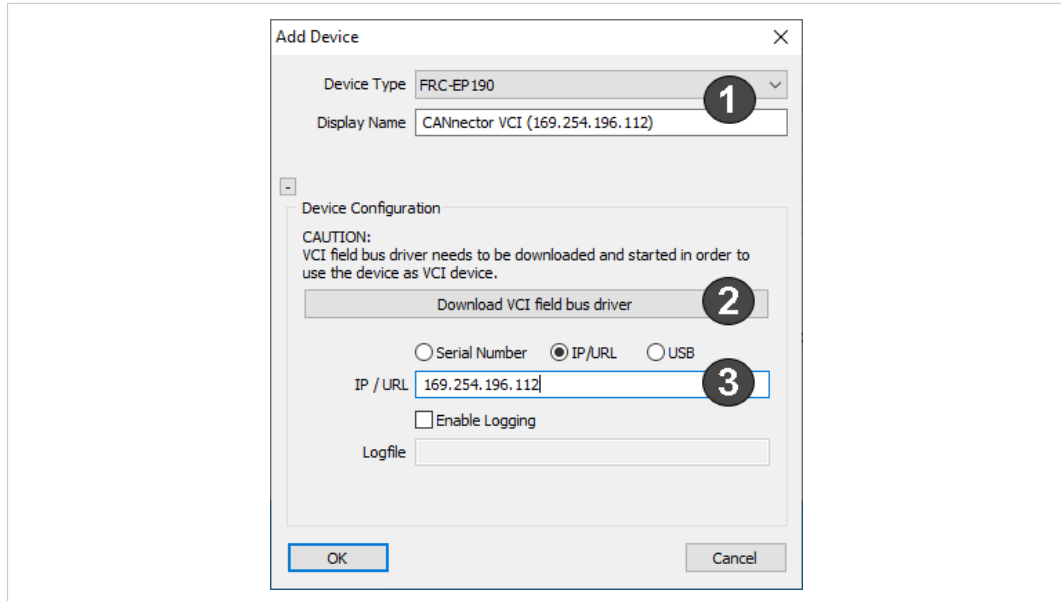 Add Device
Device Type FRC-EP190 1
Display Name CANnector VCI (169.254.196.112)
-
Device Configuration
CAUTION:
VCI field bus driver needs to be downloaded and started in order to
use the device as VCI device.
Download VCI field bus driver 2
Serial Number IP/URL USB
IP / URL 169.254.196.112 3
Enable Logging
Logfile
OK Cancel